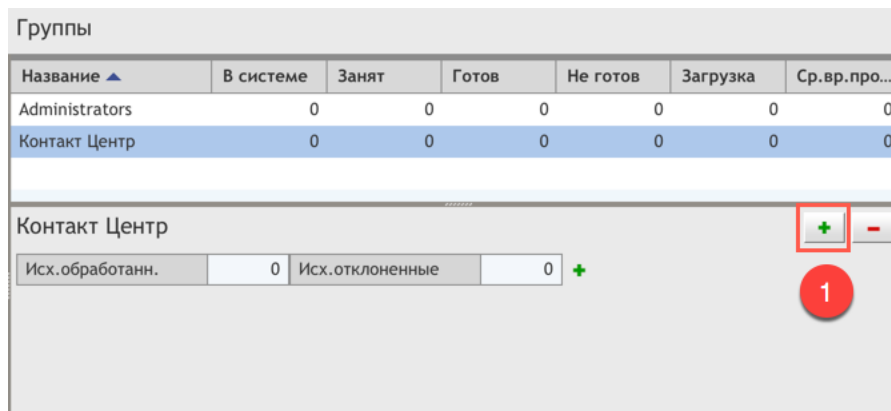 Группы
Название В системе Занят Готов Не готов Загрузка Ср.вр.про...
Administrators 0 0 0 0 0 0
Контакт Центр 0 0 0 0 0 0
Контакт Центр
Исх.обработанн. 0 Исх.отклоненные 0
1